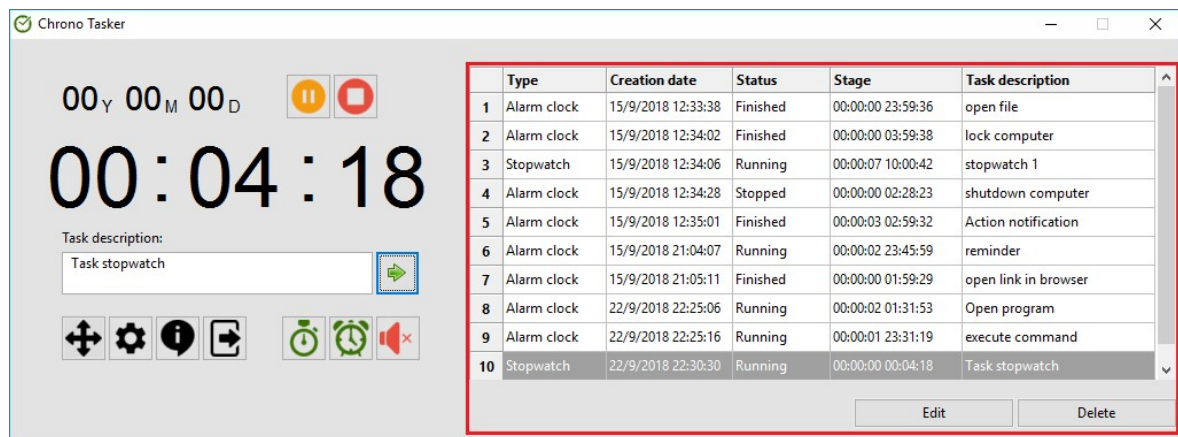 Chrono Tasker
00Y 00M 00D
00:04:18
Task description:
Task stopwatch
Type Creation date Status Stage Task description
1 Alarm clock 15/9/2018 12:33:38 Finished 00:00:00 23:59:36 open file
2 Alarm clock 15/9/2018 12:34:02 Finished 00:00:00 03:59:38 lock computer
3 Stopwatch 15/9/2018 12:34:06 Running 00:00:07 10:00:42 stopwatch 1
4 Alarm clock 15/9/2018 12:34:28 Stopped 00:00:00 02:28:23 shutdown computer
5 Alarm clock 15/9/2018 12:35:01 Finished 00:00:03 02:59:32 Action notification
6 Alarm clock 15/9/2018 21:04:07 Running 00:00:02 23:45:59 reminder
7 Alarm clock 15/9/2018 21:05:11 Finished 00:00:00 01:59:29 open link in browser
8 Alarm clock 22/9/2018 22:25:06 Running 00:00:02 01:31:53 Open program
9 Alarm clock 22/9/2018 22:25:16 Running 00:00:01 23:31:19 execute command
10 Stopwatch 22/9/2018 22:30:30 Running 00:00:00 00:04:18 Task stopwatch
Edit Delete